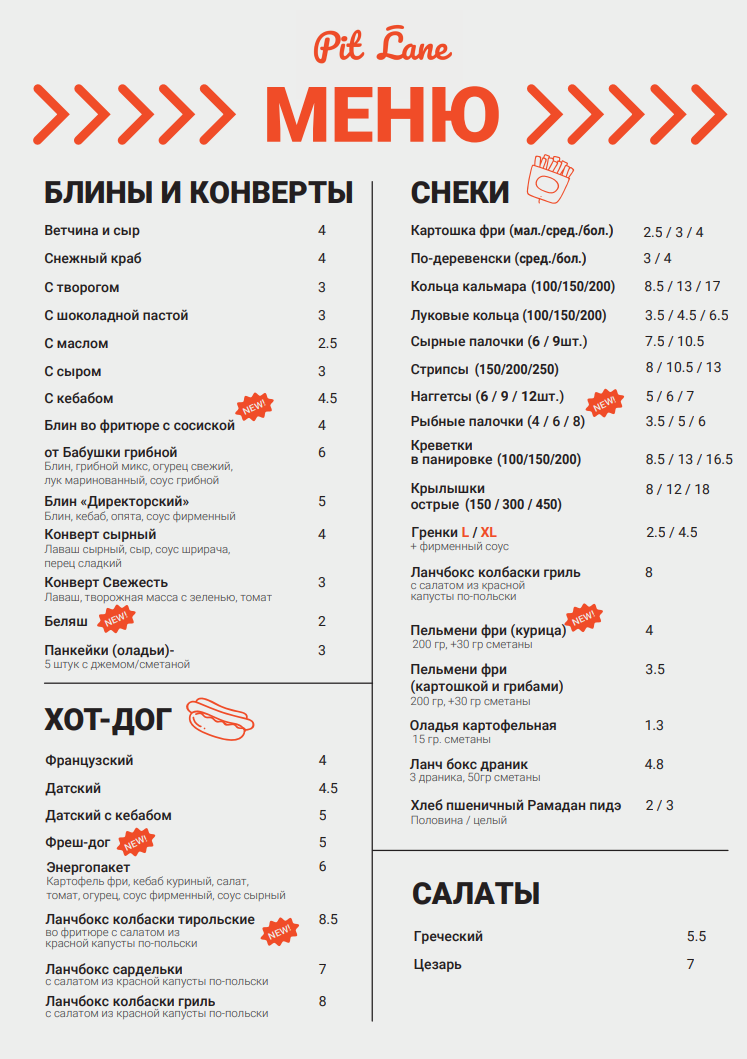 Pit Lane
МЕНЮ
БЛИНЫ И КОНВЕРТЫ
Ветчина и сыр 4
Снежный краб 4
С творогом 3
С шоколадной пастой 3
С маслом 2.5
С сыром 3
С кебабом 4.5
NEW!
Блин во фритюре с сосиской 4
от Бабушки грибной 6
Блин, грибной микс, огурец свежий,
лук маринованный, соус грибной
Блин «Директорский» 5
Блин, кебаб, опята, соус фирменный
Конверт сырный 4
Лаваш сырный, сыр, соус шрирача,
перец сладкий
Конверт Свежесть 3
Лаваш, творожная масса с зеленью, томат
Беляш NEW! 2
Панкейки (оладьи)- 3
5 штук с джемом/сметаной
ХОТ-ДОГ
Французский 4
Датский 4.5
Датский с кебабом 5
Фреш-дог NEW! 5
Энергопакет 6
Картофель фри, кебаб куриный, салат,
томат, огурец, соус фирменный, соус сырный
Ланчбокс колбаски тирольские 8.5
во фритюре с салатом из
красной капусты по-польски
NEW!
Ланчбокс сардельки 7
с салатом из красной капусты по-польски
Ланчбокс колбаски гриль 8
с салатом из красной капусты по-польски
СНЕКИ
Картошка фри (мал./сред./бол.) 2.5 / 3 / 4
По-деревенски (сред./бол.) 3 / 4
Кольца кальмара (100/150/200) 8.5 / 13 / 17
Луковые кольца (100/150/200) 3.5 / 4.5 / 6.5
Сырные палочки (6 / 9шт.) 7.5 / 10.5
Стрипсы (150/200/250) 8 / 10.5 / 13
Наггетсы (6 / 9 / 12шт.) 5 / 6 / 7
NEW!
Рыбные палочки (4 / 6 / 8) 3.5 / 5 / 6
Креветки
в панировке (100/150/200) 8.5 / 13 / 16.5
Крылышки 8 / 12 / 18
острые (150 / 300 / 450)
Гренки L / XL 2.5 / 4.5
+ фирменный соус
Ланчбокс колбаски гриль 8
с салатом из красной
капусты по-польски
NEW!
Пельмени фри (курица) 4
200 гр, +30 гр сметаны
Пельмени фри 3.5
(картошкой и грибами)
200 гр, +30 гр сметаны
Оладья картофельная 1.3
15 гр. сметаны
Ланч бокс драник 4.8
3 драника, 50гр сметаны
Хлеб пшеничный Рамадан пидэ 2 / 3
Половина / целый
САЛАТЫ
Греческий 5.5
Цезарь 7